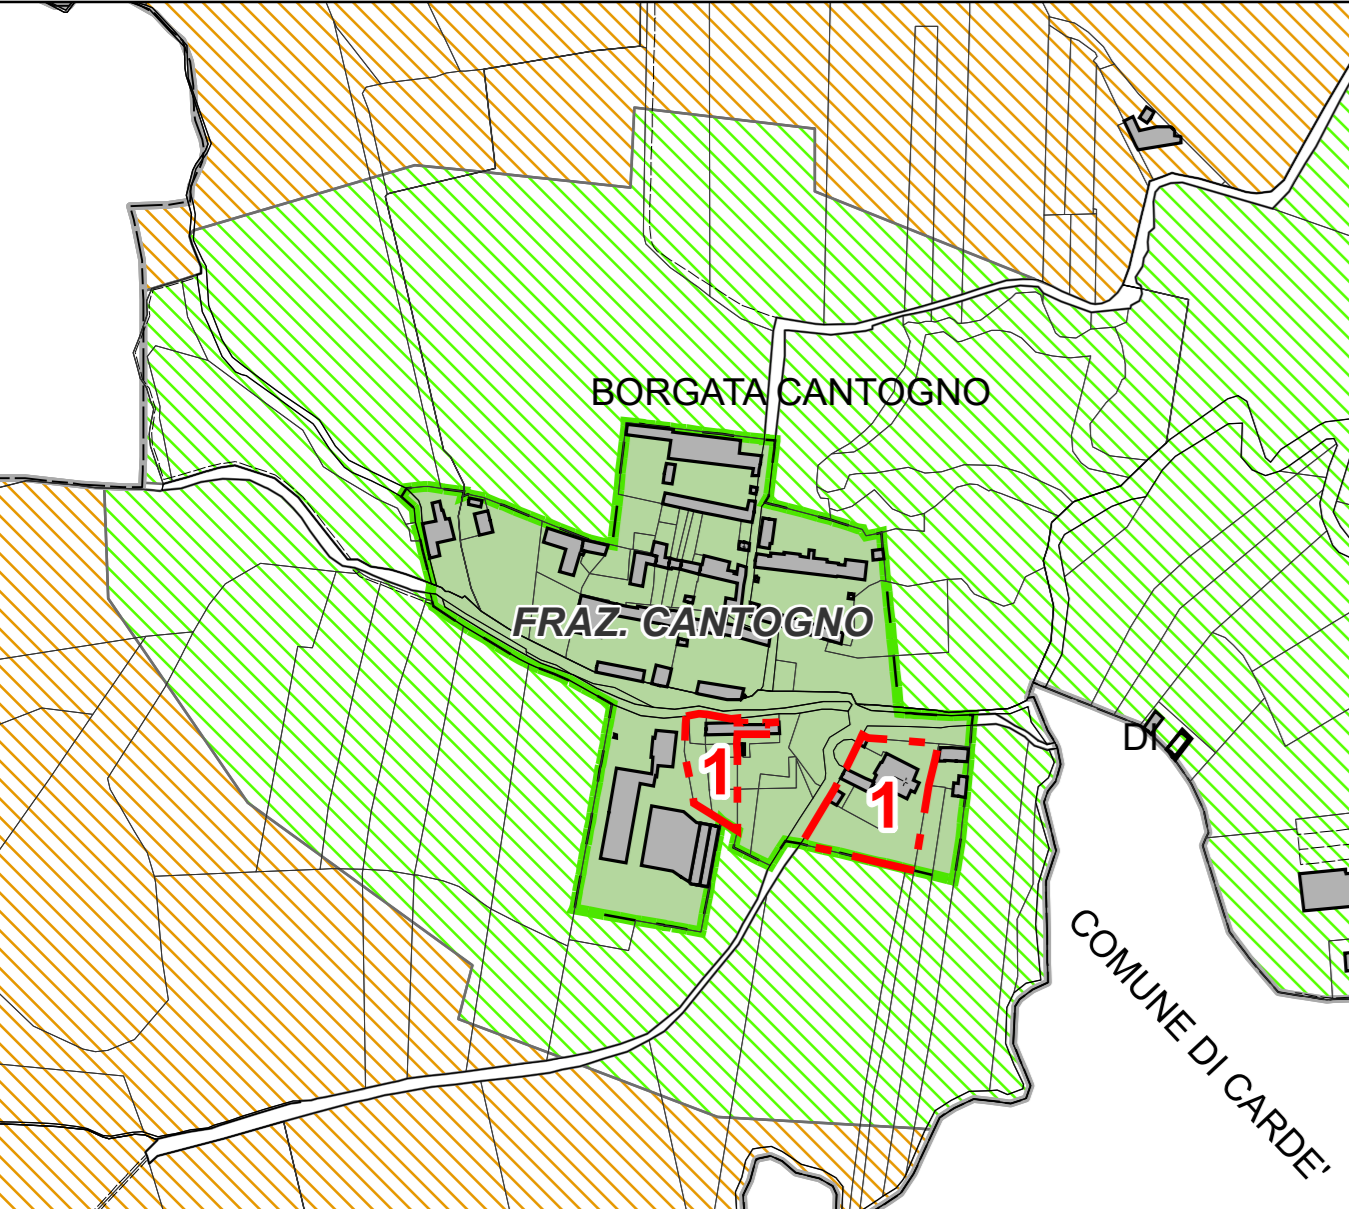 BORGATA CANTOGNO
FRAZ. CANTOGNO
DI
1
1
COMUNE DI CARDE'